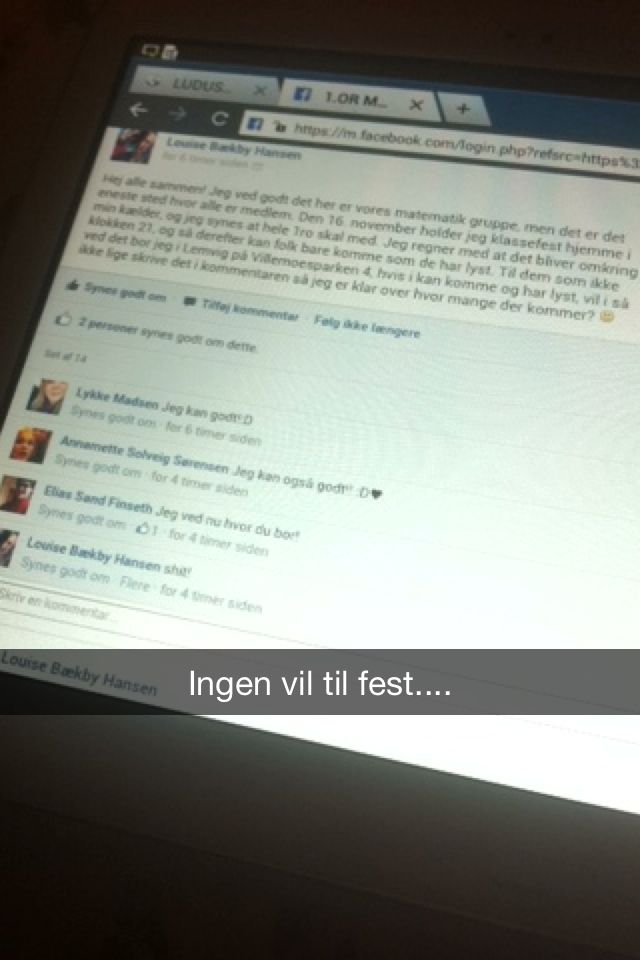 LUDUS..
1.OR M...
https://m.facebook.com/login.php?refsrc=https%3
Louise Bækby Hansen
for 6 timer siden
Hej alle sammen! Jeg ved godt det her er vores matematik gruppe, men det er det
eneste sted hvor alle er medlem. Den 16. november holder jeg klassefest hjemme i
min kælder, og jeg synes at hele 1ro skal med. Jeg regner med at det bliver omkring
klokken 21, og så derefter kan folk bare komme som de har lyst. Til dem som ikke
ved det bor jeg i Lemvig på Villemoesparken 4, hvis i kan komme og har lyst, vil i så
ikke lige skrive det i kommentaren så jeg er klar over hvor mange der kommer? 😊
Synes godt om · Tilføj kommentar · Følg ikke længere
2 personer synes godt om dette.
Set af 14
Lykke Madsen Jeg kan godt! :D
Synes godt om · for 6 timer siden
Annamette Solveig Sørensen Jeg kan også godt!! :D♥
Synes godt om · for 4 timer siden
Elias Sand Finseth Jeg ved nu hvor du bor!
Synes godt om · 1 · for 4 timer siden
Louise Bækby Hansen shit!
Synes godt om · Flere · for 4 timer siden
Skriv en kommentar...
Louise Bækby Hansen
Ingen vil til fest....